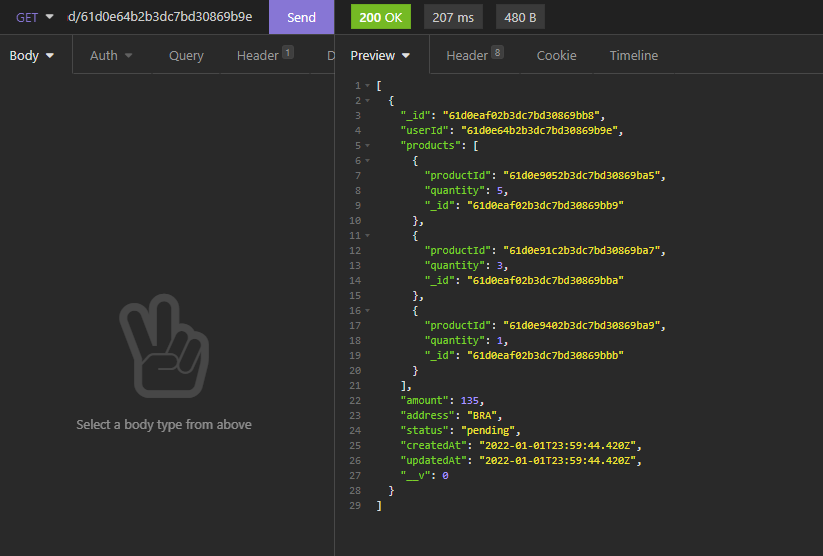 GET d/61d0e64b2b3dc7bd30869b9e Send 200 OK 207 ms 480 B
Body Auth Query Header 1 D Preview Header 8 Cookie Timeline
1 [
2 {
3 "_id": "61d0eaf02b3dc7bd30869bb8",
4 "userId": "61d0e64b2b3dc7bd30869b9e",
5 "products": [
6 {
7 "productId": "61d0e9052b3dc7bd30869ba5",
8 "quantity": 5,
9 "_id": "61d0eaf02b3dc7bd30869bb9"
10 },
11 {
12 "productId": "61d0e91c2b3dc7bd30869ba7",
13 "quantity": 3,
14 "_id": "61d0eaf02b3dc7bd30869bba"
15 },
16 {
17 "productId": "61d0e9402b3dc7bd30869ba9",
18 "quantity": 1,
19 "_id": "61d0eaf02b3dc7bd30869bbb"
20 }
21 ],
22 "amount": 135,
23 "address": "BRA",
24 "status": "pending",
25 "createdAt": "2022-01-01T23:59:44.420Z",
26 "updatedAt": "2022-01-01T23:59:44.420Z",
27 "__v": 0
28 }
29 ]
Select a body type from above